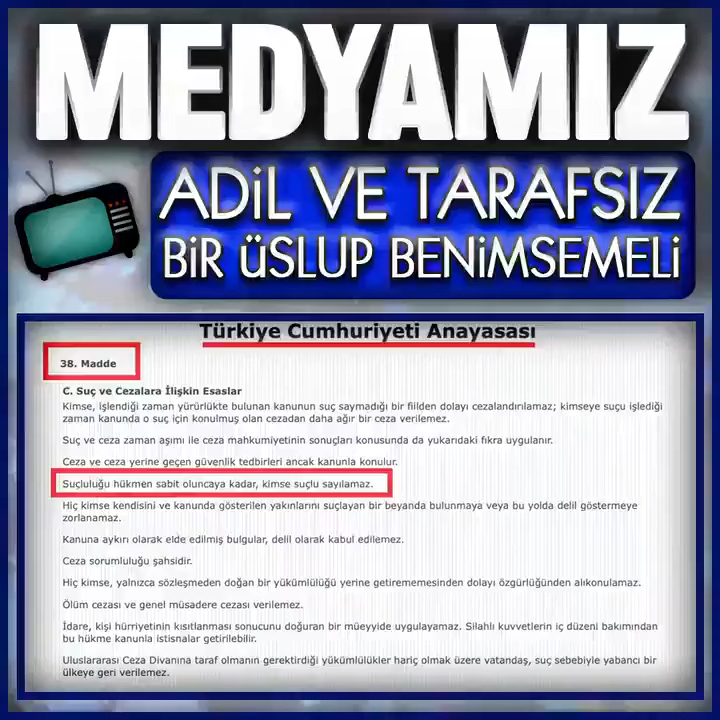 MEDYAMIZ
ADİL VE TARAFSIZ
BİR ÜSLUP BENİMSEMELİ
Türkiye Cumhuriyeti Anayasası
38. Madde
C. Suç ve Cezalara İlişkin Esaslar
Kimse, işlendiği zaman yürürlükte bulunan kanunun suç saymadığı bir fiilden dolayı cezalandırılamaz; kimseye suçu işlediği
zaman kanunda o suç için konulmuş olan cezadan daha ağır bir ceza verilemez.
Suç ve ceza zaman aşımı ile ceza mahkumiyetinin sonuçları konusunda da yukarıdaki fıkra uygulanır.
Ceza ve ceza yerine geçen güvenlik tedbirleri ancak kanunla konulur.
Suçluluğu hükmen sabit oluncaya kadar, kimse suçlu sayılamaz.
Hiç kimse kendisini ve kanunda gösterilen yakınlarını suçlayan bir beyanda bulunmaya veya bu yolda delil göstermeye
zorlanamaz.
Kanuna aykırı olarak elde edilmiş bulgular, delil olarak kabul edilemez.
Ceza sorumluluğu şahsidir.
Hiç kimse, yalnızca sözleşmeden doğan bir yükümlülüğü yerine getirememesinden dolayı özgürlüğünden alıkonulamaz.
Ölüm cezası ve genel müsadere cezası verilemez.
İdare, kişi hürriyetinin kısıtlanması sonucunu doğuran bir müeyyide uygulayamaz. Silahlı kuvvetlerin iç düzeni bakımından
bu hükme kanunla istisnalar getirilebilir.
Uluslararası Ceza Divanına taraf olmanın gerektirdiği yükümlülükler hariç olmak üzere vatandaş, suç sebebiyle yabancı bir
ülkeye geri verilemez.